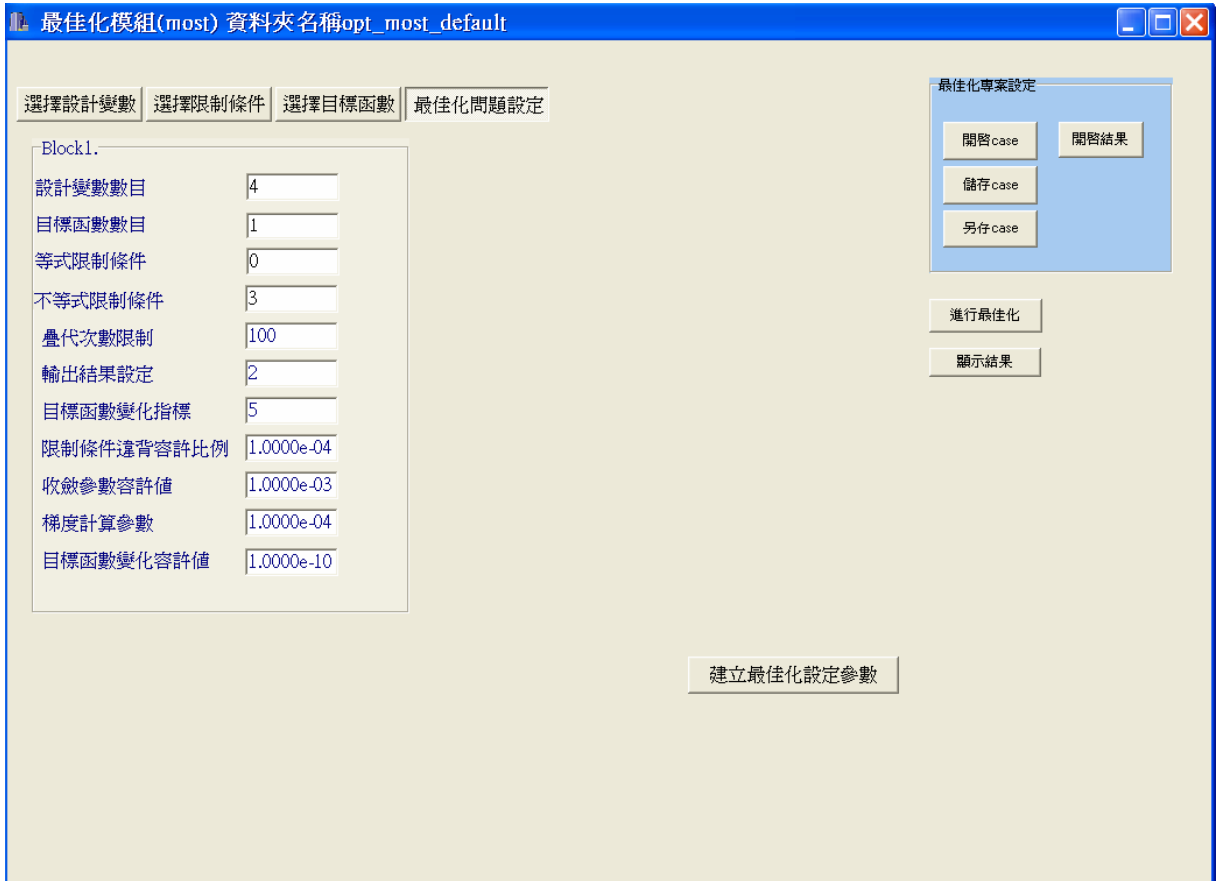 最佳化模組(most) 資料夾名稱opt_most_default
選擇設計變數 選擇限制條件 選擇目標函數 最佳化問題設定
Block1.
設計變數數目 4
目標函數數目 1
等式限制條件 0
不等式限制條件 3
疊代次數限制 100
輸出結果設定 2
目標函數變化指標 5
限制條件違背容許比例 1.0000e-04
收斂參數容許值 1.0000e-03
梯度計算參數 1.0000e-04
目標函數變化容許值 1.0000e-10
建立最佳化設定參數
最佳化專案設定
開啓case 開啓結果
儲存case
另存case
進行最佳化
顯示結果